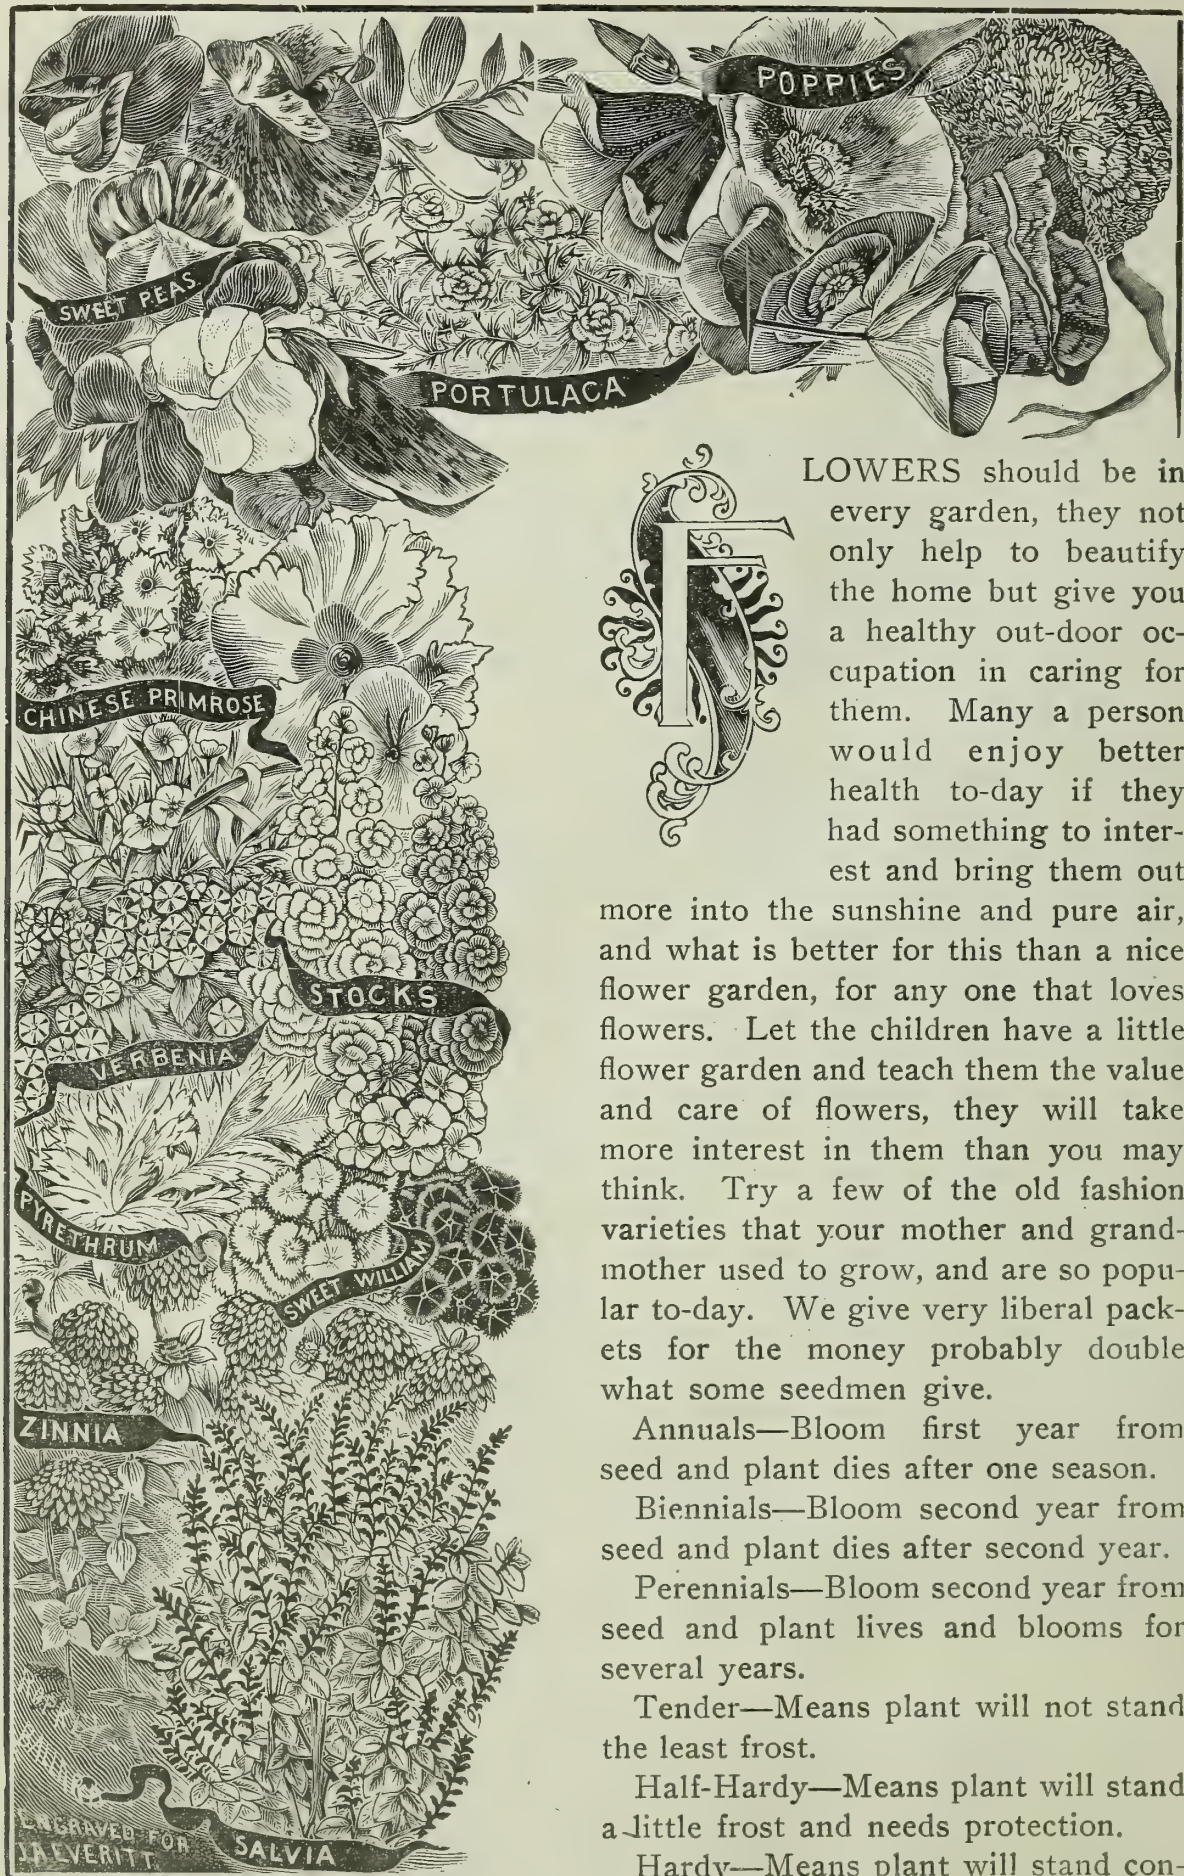 POPPIES
SWEET PEAS.
PORTULACA
FLOWERS should be in
every garden, they not
only help to beautify
the home but give you
a healthy out-door oc-
cupation in caring for
them. Many a person
would enjoy better
health to-day if they
had something to inter-
est and bring them out
more into the sunshine and pure air,
and what is better for this than a nice
flower garden, for any one that loves
flowers. Let the children have a little
flower garden and teach them the value
and care of flowers, they will take
more interest in them than you may
think. Try a few of the old fashion
varieties that your mother and grand-
mother used to grow, and are so popu-
lar to-day. We give very liberal pack-
ets for the money probably double
what some seedmen give.
Annuals—Bloom first year from
seed and plant dies after one season.
Biennials—Bloom second year from
seed and plant dies after second year.
Perennials—Bloom second year from
seed and plant lives and blooms for
several years.
Tender—Means plant will not stand
the least frost.
Half-Hardy—Means plant will stand
a little frost and needs protection.
Hardy—Means plant will stand con-
CHINESE PRIMROSE
STOCKS
VERBENIA
PYRETHRUM
SWEET WILLIAM
ZINNIA
ENGRAVED FOR
J.A.EVERITT
SALVIA